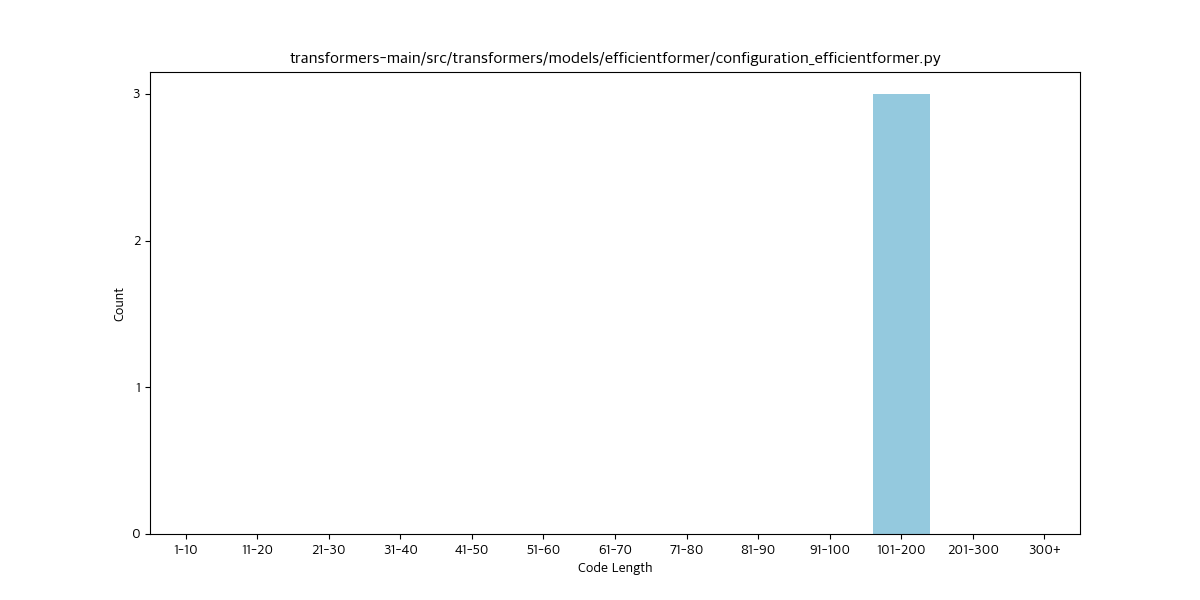 transformers-main/src/transformers/models/efficientformer/configuration_efficientformer.py
3
2
1
0
Count
1-10 11-20 21-30 31-40 41-50 51-60 61-70 71-80 81-90 91-100 101-200 201-300 300+
Code Length